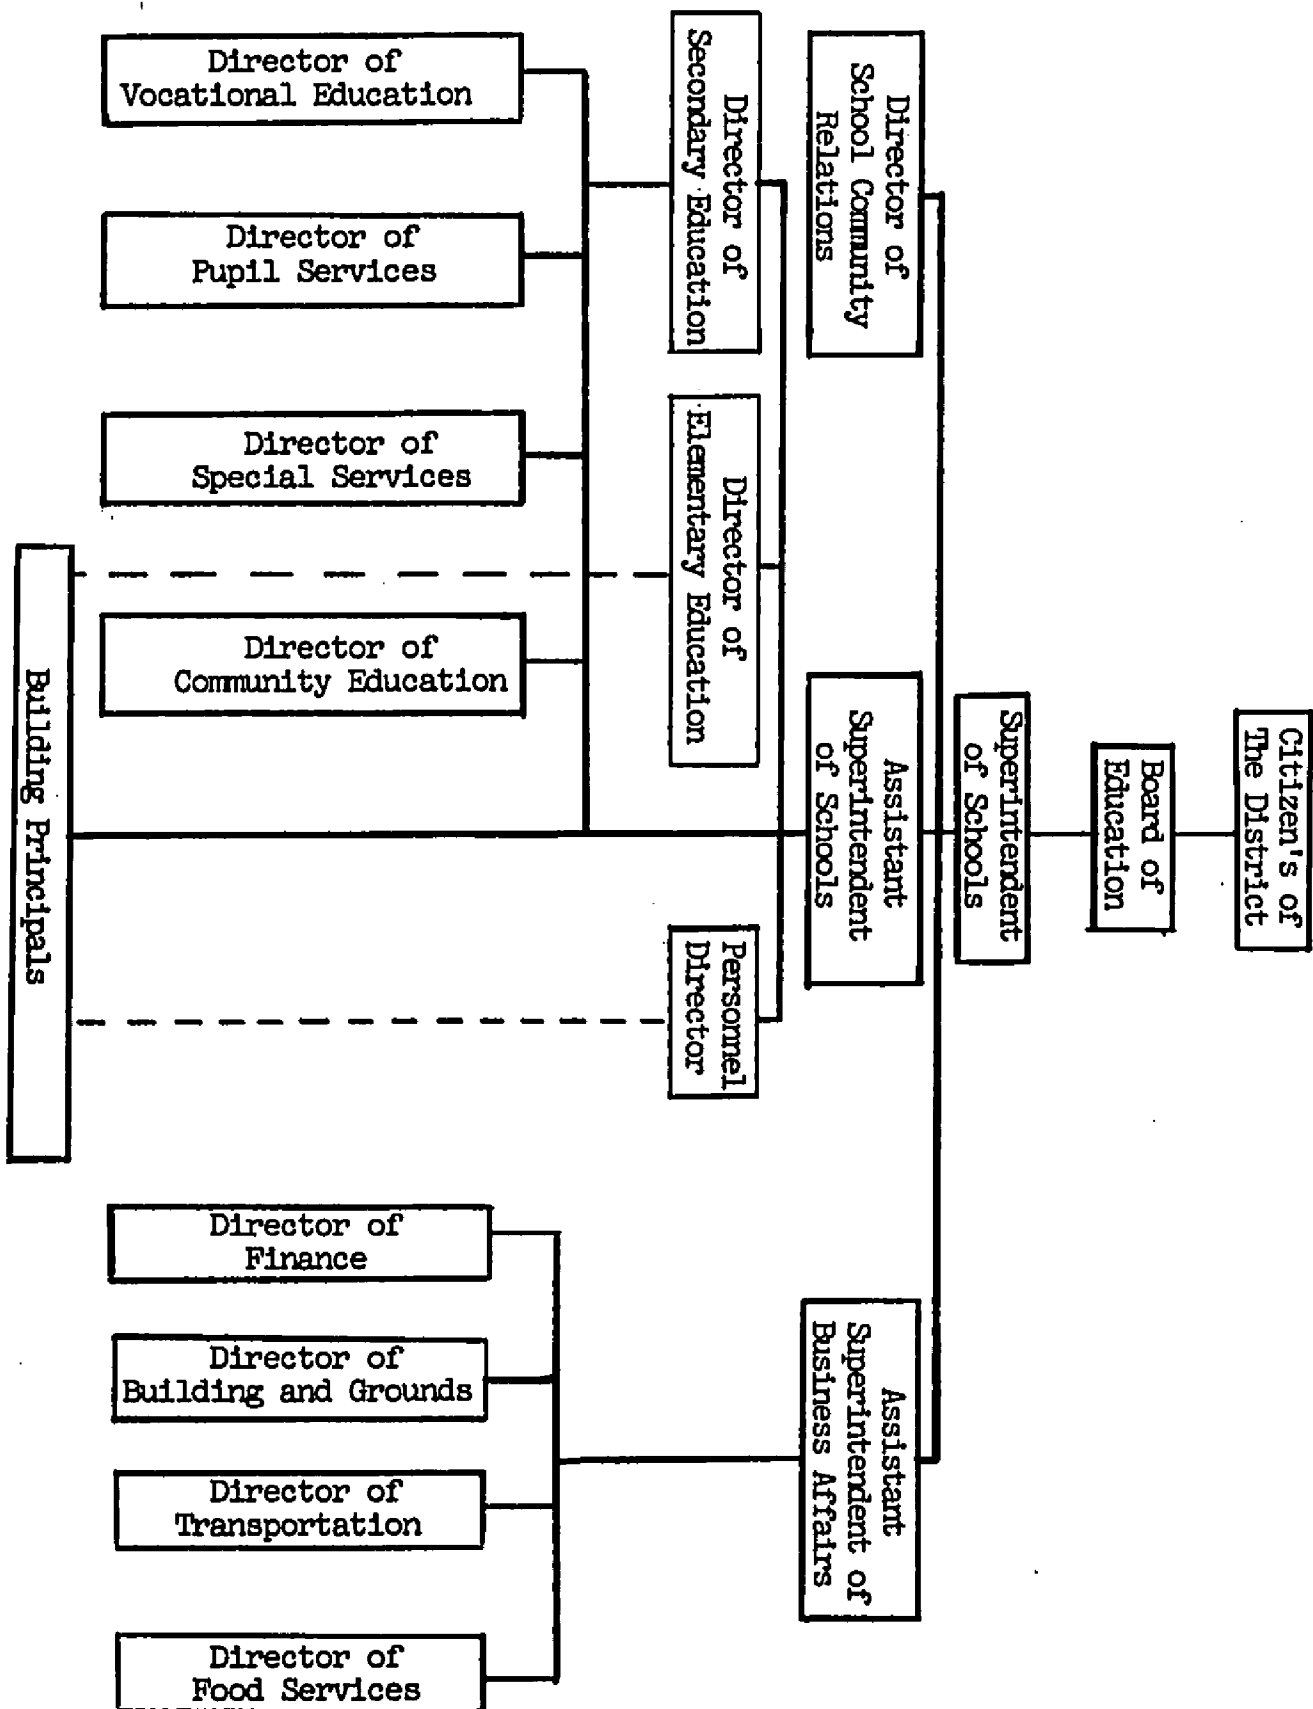 Citizen's of
The District
Board of
Education
Superintendent
of Schools
Director of
School Community
Relations
Assistant
Superintendent
of Schools
Assistant
Superintendent of
Business Affairs
Director of
Secondary Education
Director of
Elementary Education
Personnel
Director
Director of
Vocational Education
Director of
Pupil Services
Director of
Special Services
Director of
Community Education
Director of
Finance
Director of
Building and Grounds
Director of
Transportation
Director of
Food Services
Building Principals